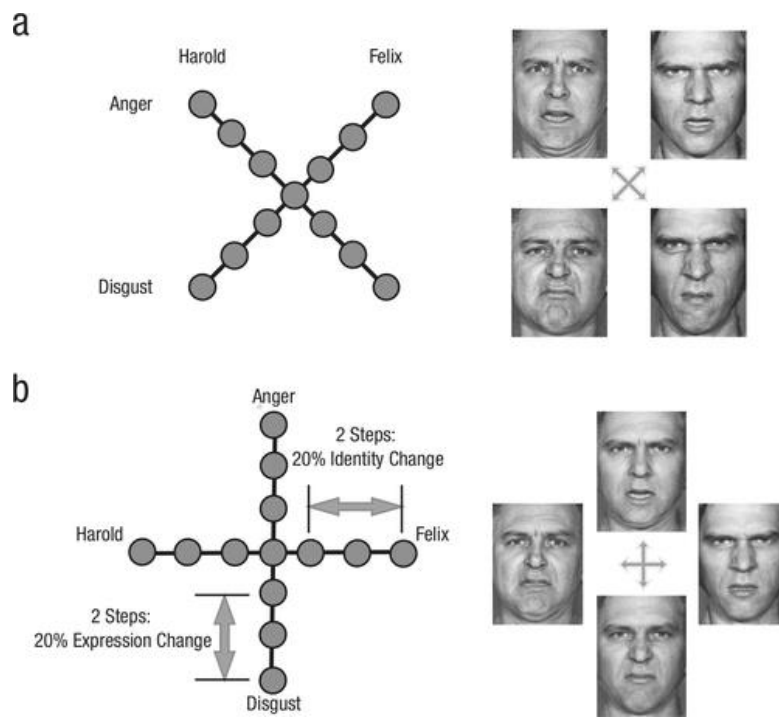 a
Harold Felix
Anger
Disgust
b
Anger
2 Steps:
20% Identity Change
Harold Felix
2 Steps:
20% Expression Change
Disgust